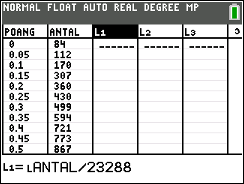 NORMAL FLOAT AUTO REAL DEGREE MP
POANG ANTAL L1 L2 L3 3
0 84 ------ ------ ------
0.05 112
0.1 170
0.15 307
0.2 360
0.25 430
0.3 499
0.35 594
0.4 721
0.45 773
0.5 867
L1=ʟANTAL/23288